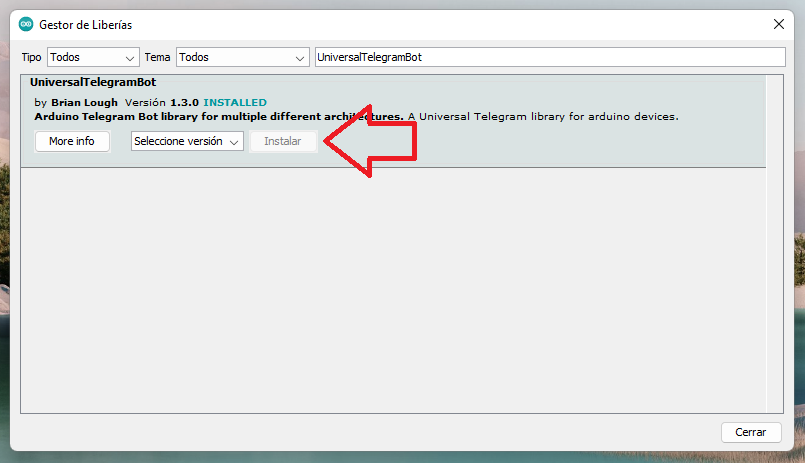 Gestor de Liberías
Tipo Todos Tema Todos UniversalTelegramBot
UniversalTelegramBot
by Brian Lough Versión 1.3.0 INSTALLED
Arduino Telegram Bot library for multiple different architectures. A Universal Telegram library for arduino devices.
More info Seleccione versión Instalar
Cerrar